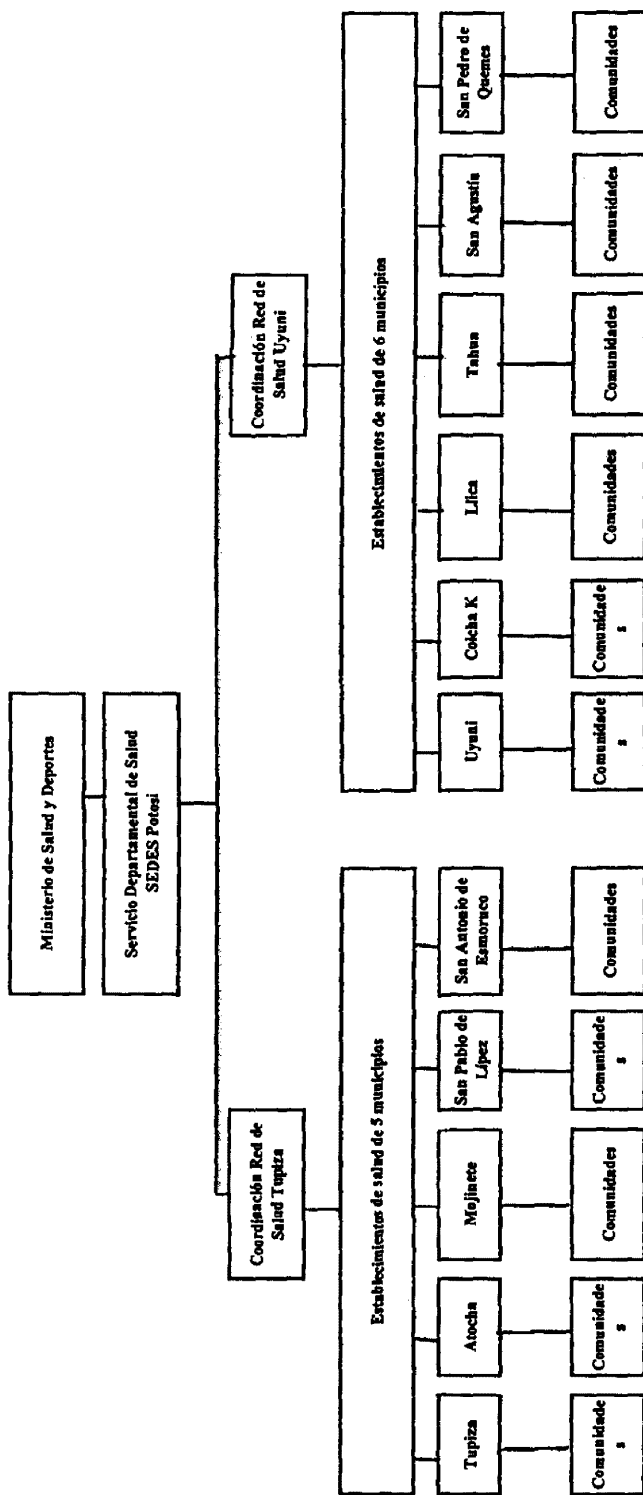 Ministerio de Salud y Deportes
Servicio Departamental de Salud
SEDES Potosí
Coordinación Red de
Salud Tupiza
Coordinación Red de
Salud Uyuni
Establecimientos de salud de 5 municipios
Establecimientos de salud de 6 municipios
Tupiza
Atocha
Mojinete
San Pablo de
López
San Antonio de
Esmoruco
Uyuni
Colcha K
Llica
Tahua
San Agustín
San Pedro de
Quemes
Comunidade
s
Comunidade
s
Comunidades
Comunidade
s
Comunidades
Comunidade
s
Comunidade
s
Comunidades
Comunidades
Comunidades
Comunidades